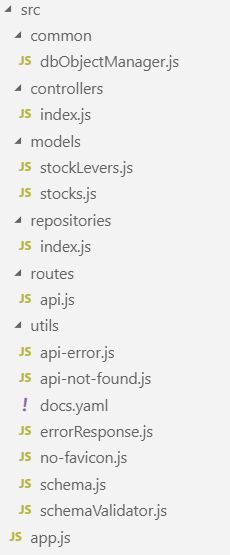 src
common
JS dbObjectManager.js
controllers
JS index.js
models
JS stockLevers.js
JS stocks.js
repositories
JS index.js
routes
JS api.js
utils
JS api-error.js
JS api-not-found.js
! docs.yaml
JS errorResponse.js
JS no-favicon.js
JS schema.js
JS schemaValidator.js
JS app.js